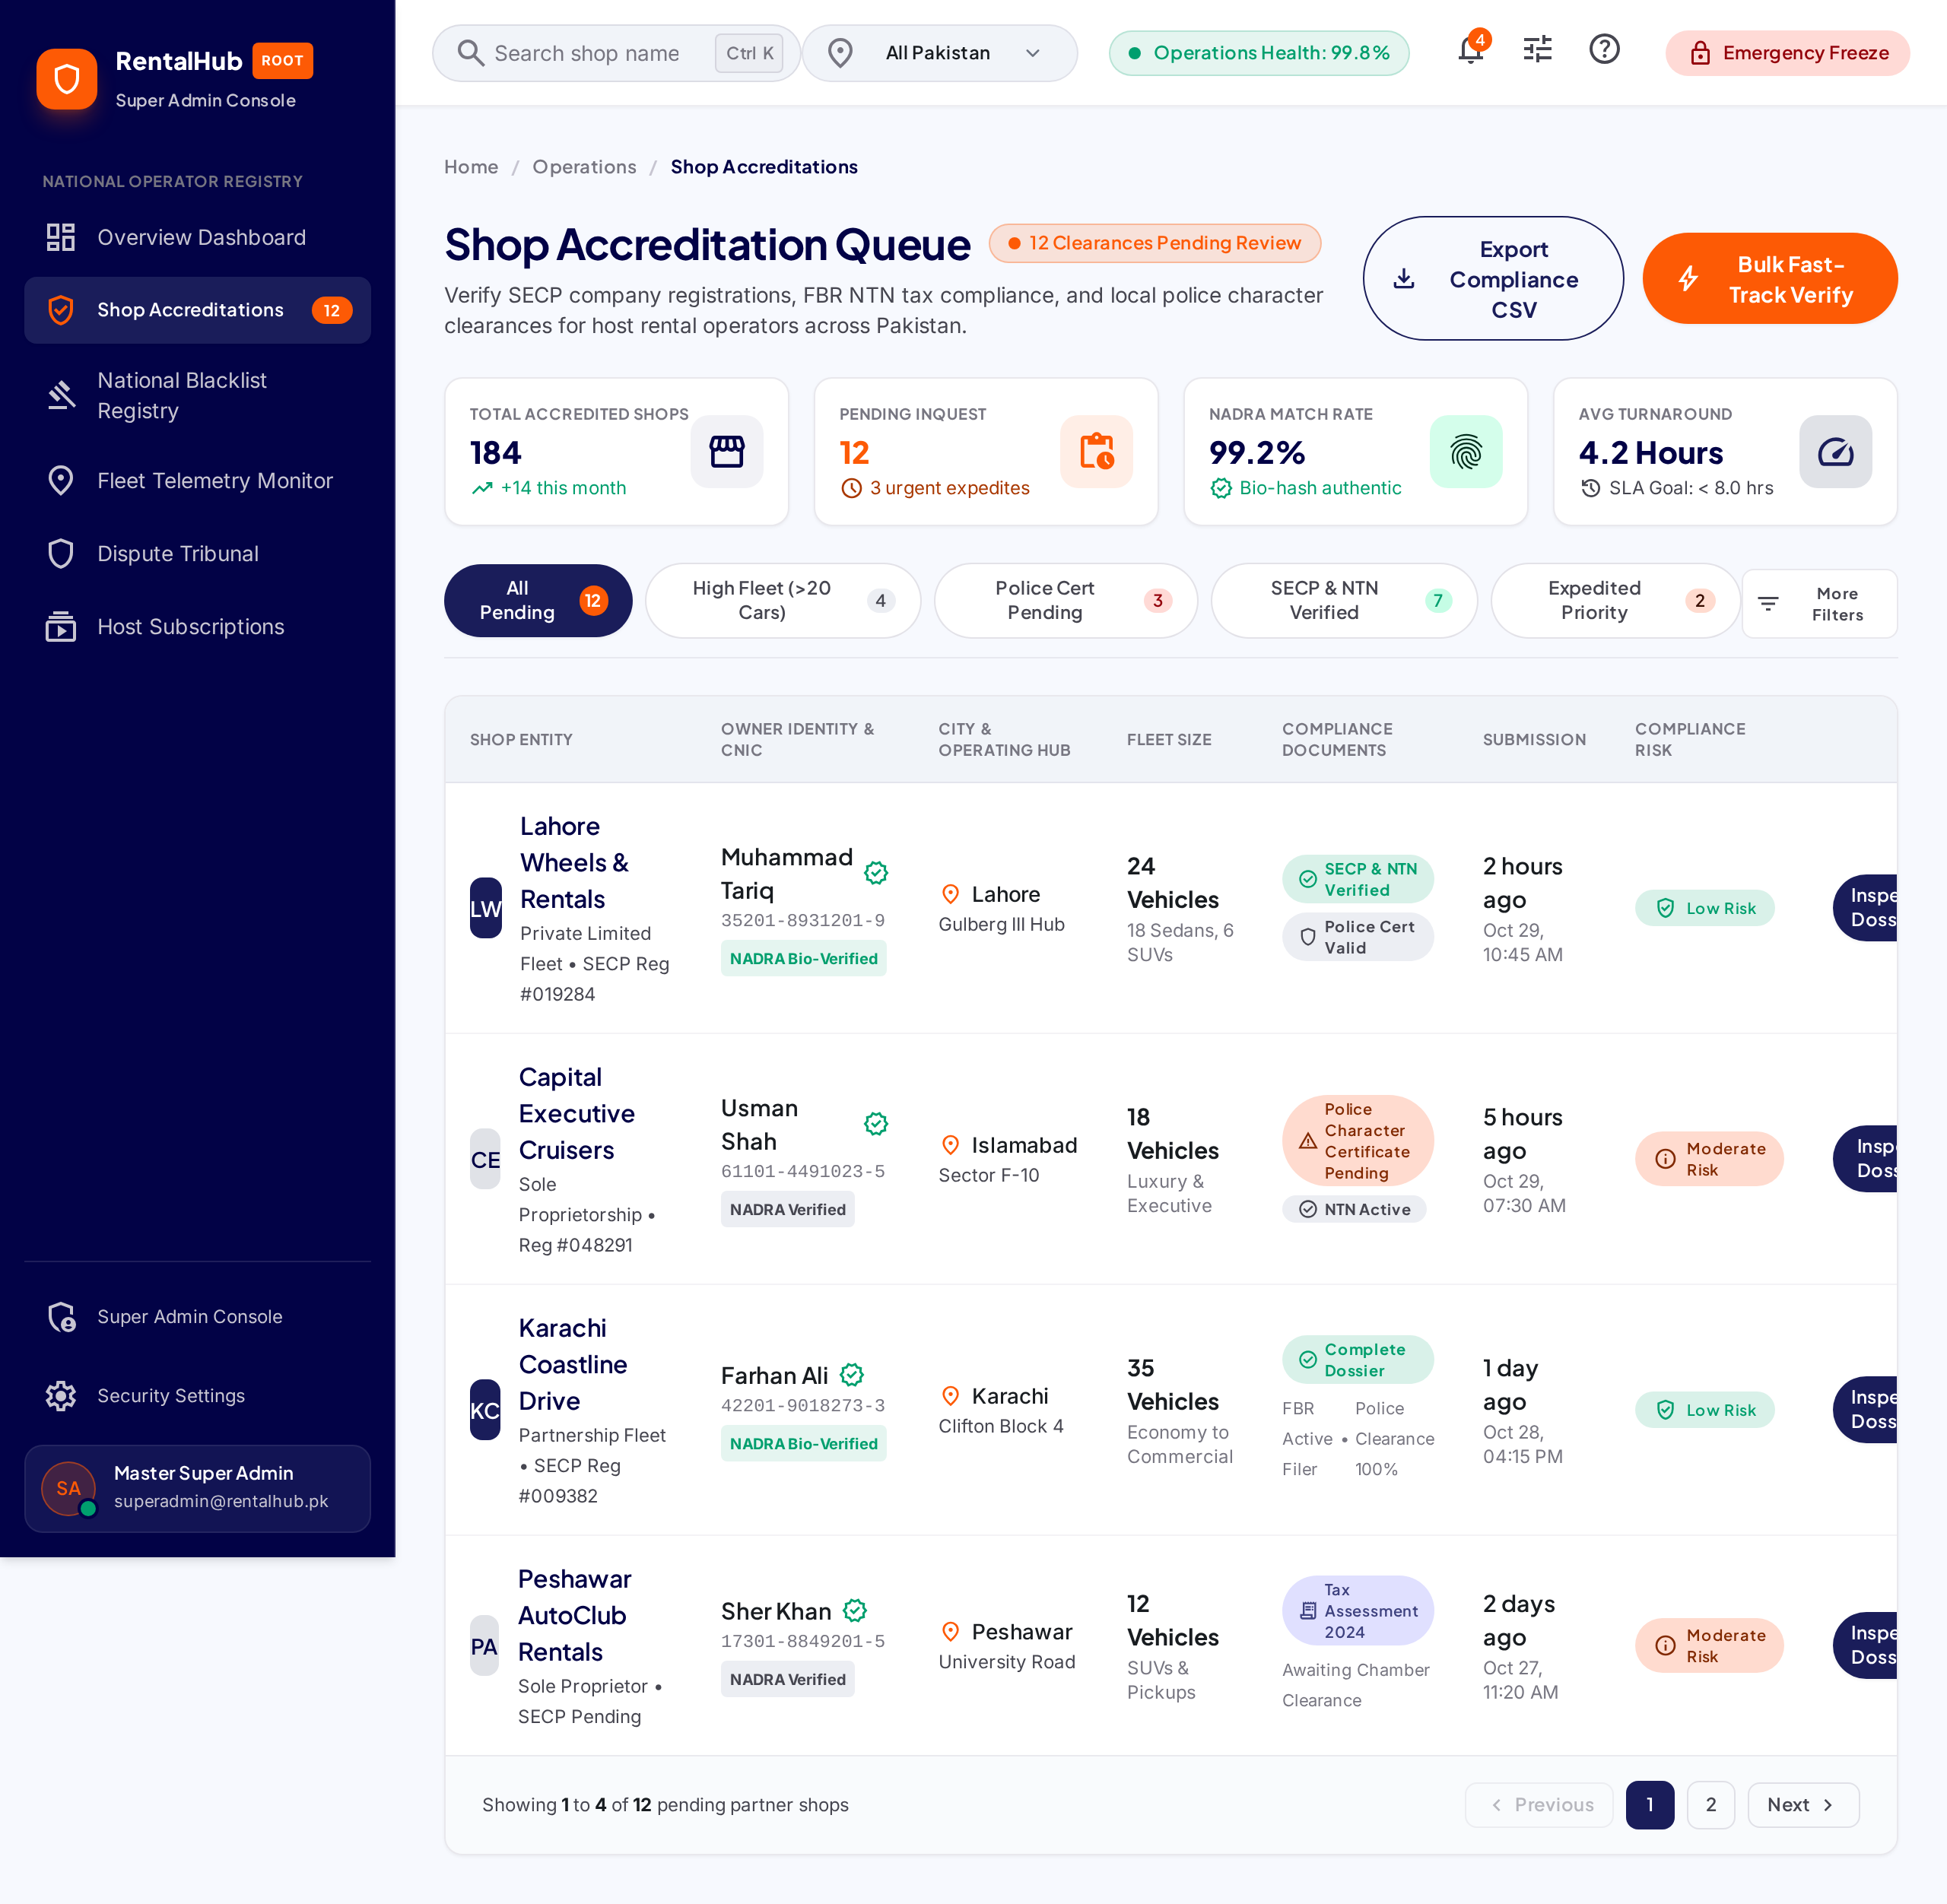 RentalHub ROOT
Super Admin Console
NATIONAL OPERATOR REGISTRY
Overview Dashboard
Shop Accreditations 12
National Blacklist
Registry
Fleet Telemetry Monitor
Dispute Tribunal
Host Subscriptions
Super Admin Console
Security Settings
SA
Master Super Admin
superadmin@rentalhub.pk
Search shop name Ctrl K
All Pakistan
Operations Health: 99.8%
4
Emergency Freeze
Home / Operations / Shop Accreditations
Shop Accreditation Queue
12 Clearances Pending Review
Verify SECP company registrations, FBR NTN tax compliance, and local police character
clearances for host rental operators across Pakistan.
Export
Compliance
CSV
Bulk Fast-
Track Verify
TOTAL ACCREDITED SHOPS
184
+14 this month
PENDING INQUEST
12
3 urgent expedites
NADRA MATCH RATE
99.2%
Bio-hash authentic
AVG TURNAROUND
4.2 Hours
SLA Goal: < 8.0 hrs
All
Pending
12
High Fleet (>20
Cars)
4
Police Cert
Pending
3
SECP & NTN
Verified
7
Expedited
Priority
2
More
Filters
SHOP ENTITY
OWNER IDENTITY &
CNIC
CITY &
OPERATING HUB
FLEET SIZE
COMPLIANCE
DOCUMENTS
SUBMISSION
COMPLIANCE
RISK
LW
Lahore
Wheels &
Rentals
Private Limited
Fleet • SECP Reg
#019284
Muhammad
Tariq
35201-8931201-9
NADRA Bio-Verified
Lahore
Gulberg III Hub
24
Vehicles
18 Sedans, 6
SUVs
SECP & NTN
Verified
Police Cert
Valid
2 hours
ago
Oct 29,
10:45 AM
Low Risk
Inspe
Doss
CE
Capital
Executive
Cruisers
Sole
Proprietorship •
Reg #048291
Usman
Shah
61101-4491023-5
NADRA Verified
Islamabad
Sector F-10
18
Vehicles
Luxury &
Executive
Police
Character
Certificate
Pending
NTN Active
5 hours
ago
Oct 29,
07:30 AM
Moderate
Risk
Inspe
Doss
KC
Karachi
Coastline
Drive
Partnership Fleet
• SECP Reg
#009382
Farhan Ali
42201-9018273-3
NADRA Bio-Verified
Karachi
Clifton Block 4
35
Vehicles
Economy to
Commercial
Complete
Dossier
FBR
Active
Filer
•
Police
Clearance
100%
1 day
ago
Oct 28,
04:15 PM
Low Risk
Inspe
Doss
PA
Peshawar
AutoClub
Rentals
Sole Proprietor •
SECP Pending
Sher Khan
17301-8849201-5
NADRA Verified
Peshawar
University Road
12
Vehicles
SUVs &
Pickups
Tax
Assessment
2024
Awaiting Chamber
Clearance
2 days
ago
Oct 27,
11:20 AM
Moderate
Risk
Inspe
Doss
Showing 1 to 4 of 12 pending partner shops
Previous 1 2 Next